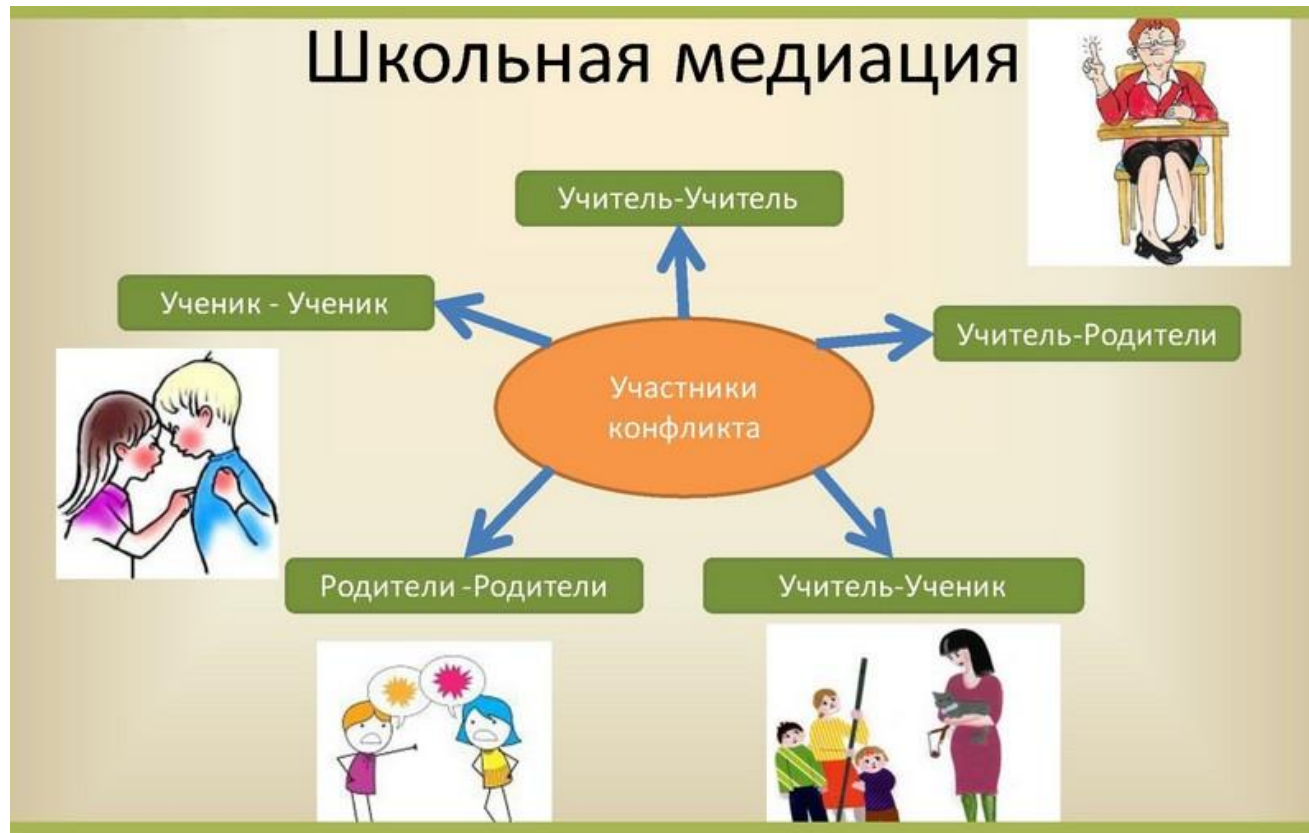 Школьная медиация
Учитель-Учитель
Ученик - Ученик
Учитель-Родители
Участники
конфликта
Родители -Родители
Учитель-Ученик